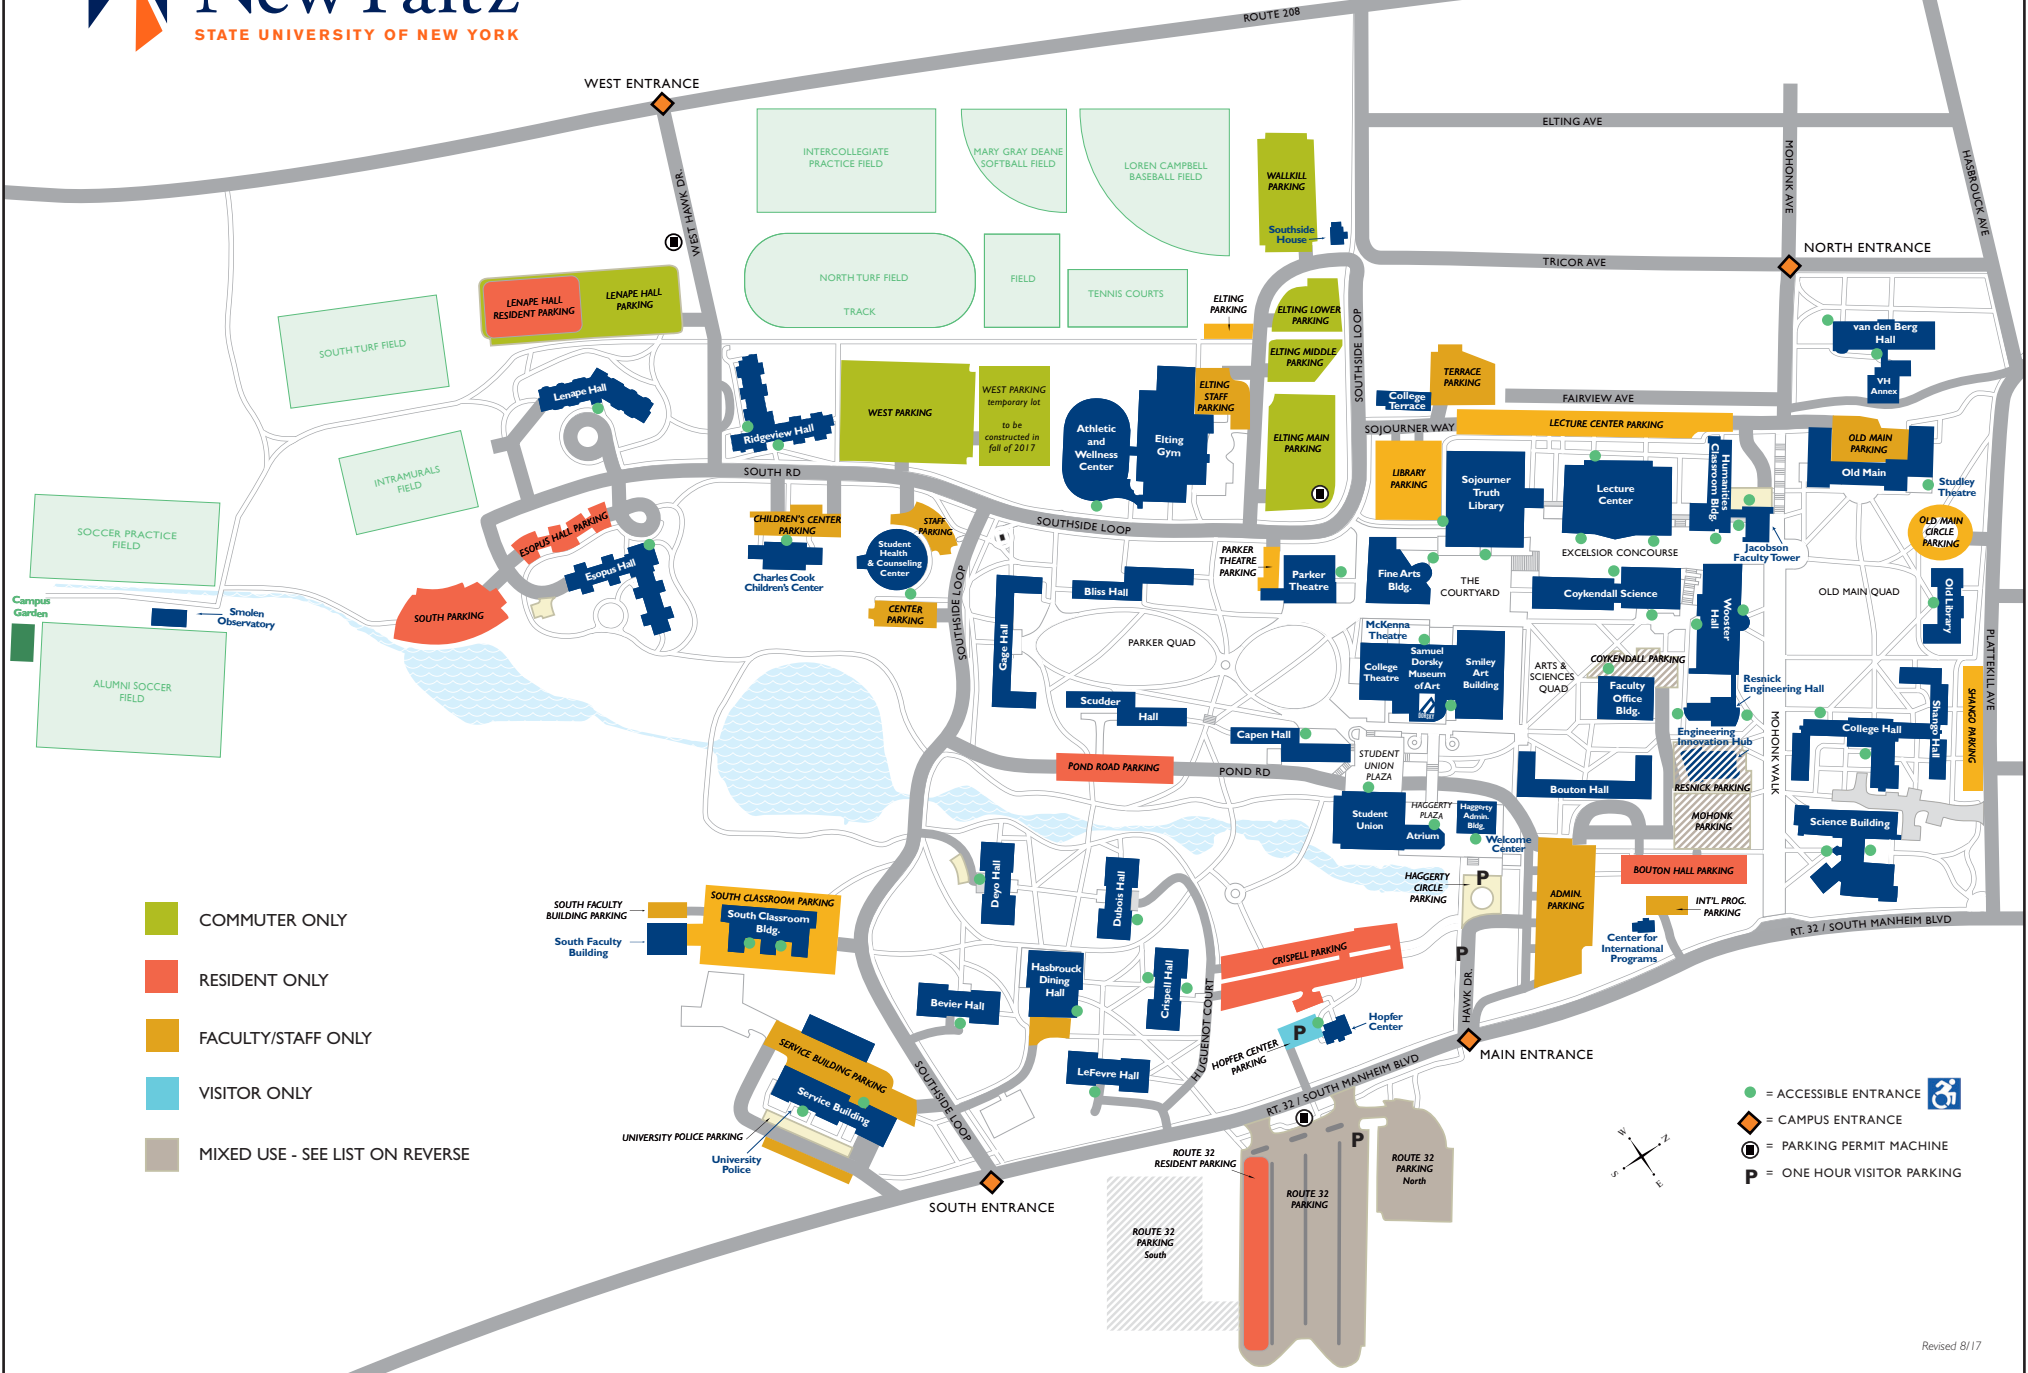 New Paltz
STATE UNIVERSITY OF NEW YORK
ROUTE 208
WEST ENTRANCE
WEST HAWK DR.
INTERCOLLEGIATE
PRACTICE FIELD
MARY GRAY DEANE
SOFTBALL FIELD
LOREN CAMPBELL
BASEBALL FIELD
WALLKILL
PARKING
Southside
House
ELTING AVE
MOHONK AVE
HASBROUCK AVE
NORTH ENTRANCE
TRICOR AVE
NORTH TURF FIELD
TRACK
FIELD
TENNIS COURTS
ELTING
PARKING
ELTING LOWER
PARKING
ELTING MIDDLE
PARKING
SOUTHSIDE LOOP
LENAPE HALL
RESIDENT PARKING
LENAPE HALL
PARKING
SOUTH TURF FIELD
Lenape Hall
Ridgeview Hall
WEST PARKING
WEST PARKING
temporary lot
to be
constructed in
fall of 2017
Athletic
and
Wellness
Center
Elting
Gym
ELTING
STAFF
PARKING
ELTING MAIN
PARKING
College
Terrace
TERRACE
PARKING
FAIRVIEW AVE
SOJOURNER WAY
LECTURE CENTER PARKING
van den Berg
Hall
VH
Annex
OLD MAIN
PARKING
Old Main
Studley
Theatre
OLD MAIN
CIRCLE
PARKING
LIBRARY
PARKING
Sojourner
Truth
Library
Lecture
Center
Humanities
Classroom Bldg.
Jacobson
Faculty Tower
EXCELSIOR CONCOURSE
INTRAMURALS
FIELD
SOUTH RD
SOUTHSIDE LOOP
SOCCER PRACTICE
FIELD
ESOPUS HALL PARKING
Esopus Hall
CHILDREN'S CENTER
PARKING
Charles Cook
Children's Center
STAFF
PARKING
Student
Health
& Counseling
Center
CENTER
PARKING
SOUTHSIDE LOOP
Campus
Garden
Smolen
Observatory
SOUTH PARKING
ALUMNI SOCCER
FIELD
Gage Hall
Bliss Hall
PARKER
THEATRE
PARKING
Parker
Theatre
Fine Arts
Bldg.
THE
COURTYARD
Coykendall Science
Wooster
Hall
OLD MAIN QUAD
Old Library
PLATTEKILL AVE
PARKER QUAD
McKenna
Theatre
College
Theatre
Samuel
Dorsky
Museum
of Art
DORSKY
Smiley
Art
Building
ARTS &
SCIENCES
QUAD
COYKENDALL PARKING
Faculty
Office
Bldg.
Resnick
Engineering Hall
Engineering
Innovation Hub
RESNICK PARKING
MOHONK
PARKING
MOHONK WALK
College Hall
Shango Hall
SHANGO PARKING
Science Building
Scudder
Hall
Capen Hall
POND ROAD PARKING
POND RD
STUDENT
UNION
PLAZA
Student
Union
HAGGERTY
PLAZA
Atrium
Haggerty
Admin.
Bldg.
Welcome
Center
Bouton Hall
BOUTON HALL PARKING
HAGGERTY
CIRCLE
PARKING
P
ADMIN.
PARKING
INT'L. PROG.
PARKING
Center for
International
Programs
RT. 32 / SOUTH MANHEIM BLVD
COMMUTER ONLY
RESIDENT ONLY
FACULTY/STAFF ONLY
VISITOR ONLY
MIXED USE - SEE LIST ON REVERSE
SOUTH FACULTY
BUILDING PARKING
South Faculty
Building
SOUTH CLASSROOM PARKING
South Classroom
Bldg.
Deyo Hall
Dubois Hall
Hasbrouck
Dining
Hall
Crispell Hall
Bevier Hall
LeFevre Hall
HUGUENOT COURT
CRISPELL PARKING
P
HAWK DR.
P
Hopfer
Center
HOPFER CENTER
PARKING
MAIN ENTRANCE
SERVICE BUILDING PARKING
Service Building
UNIVERSITY POLICE PARKING
University
Police
SOUTHSIDE LOOP
SOUTH ENTRANCE
RT. 32 / SOUTH MANHEIM BLVD
ROUTE 32
RESIDENT PARKING
P
ROUTE 32
PARKING
North
ROUTE 32
PARKING
ROUTE 32
PARKING
South
W
N
S
E
= ACCESSIBLE ENTRANCE
= CAMPUS ENTRANCE
= PARKING PERMIT MACHINE
P = ONE HOUR VISITOR PARKING
Revised 8/17